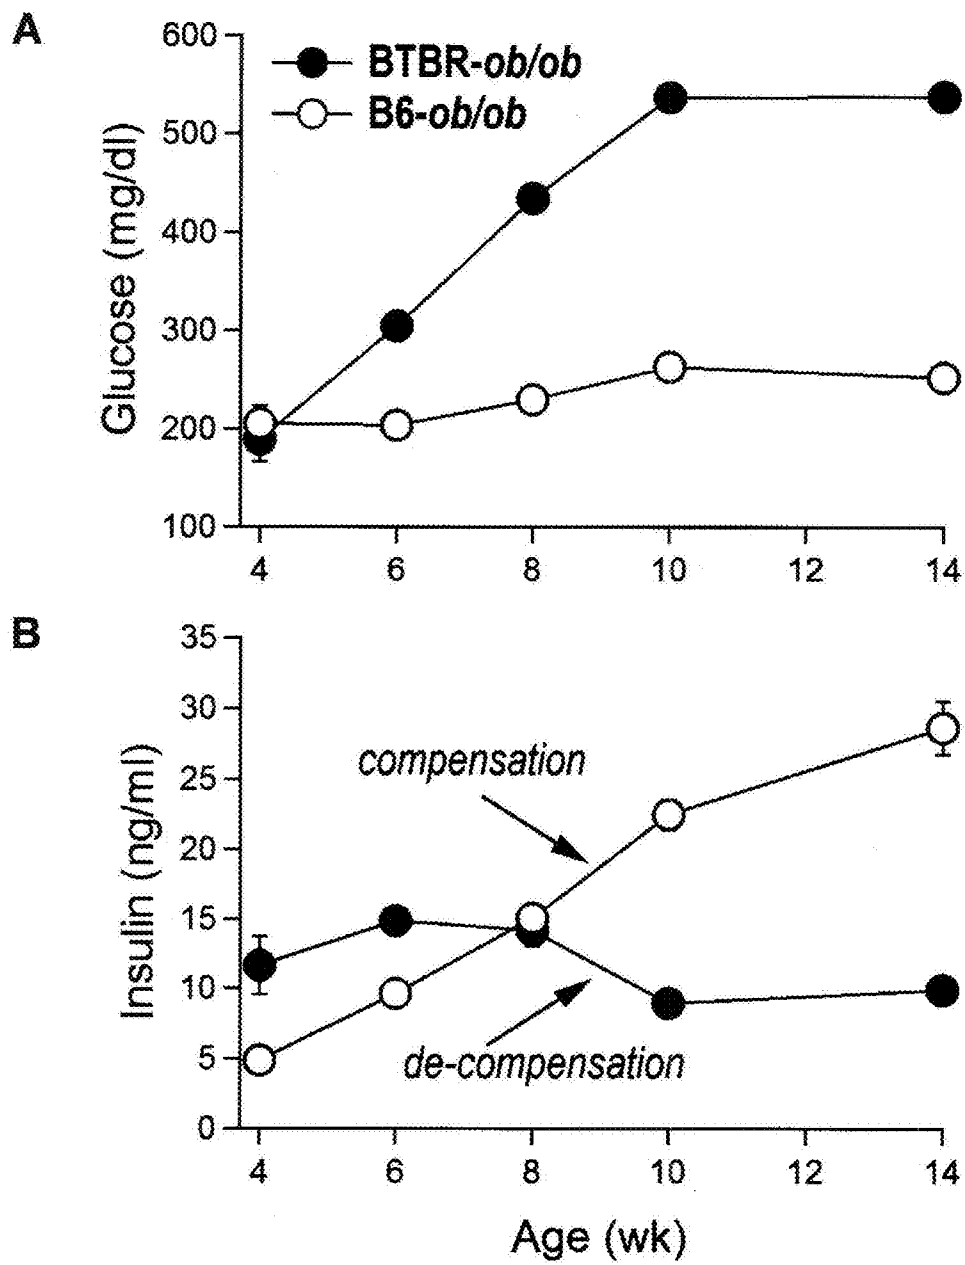 A
600
500
400
300
200
100
Glucose (mg/dl)
BTBR-ob/ob
B6-ob/ob
4 6 8 10 12 14
B
35
30
25
20
15
10
5
0
Insulin (ng/ml)
compensation
de-compensation
4 6 8 10 12 14
Age (wk)